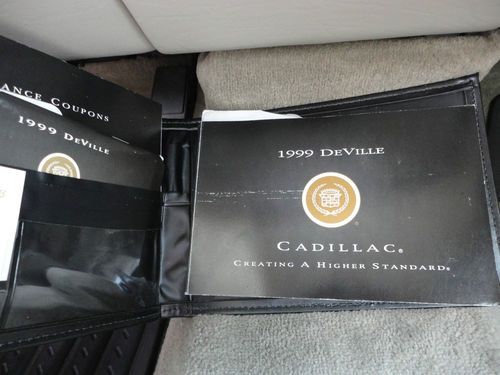 ANCE COUPONS
1999 DEVILLE
1999 DEVILLE
CADILLAC®
CREATING A HIGHER STANDARD®